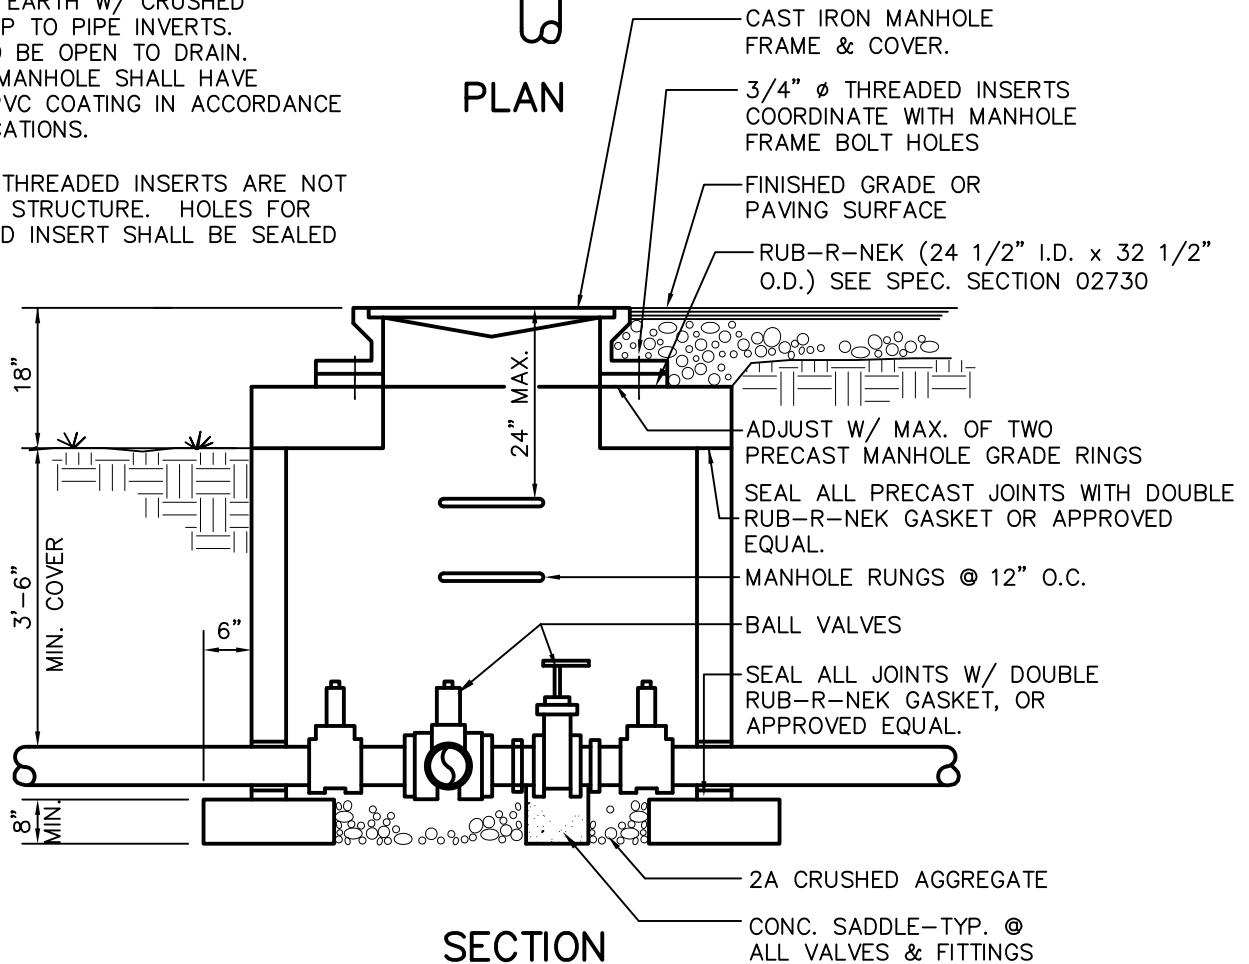 EARTH W/ CRUSHED
P TO PIPE INVERTS.
BE OPEN TO DRAIN.
MANHOLE SHALL HAVE
PVC COATING IN ACCORDANCE
CATIONS.
THREADED INSERTS ARE NOT
STRUCTURE. HOLES FOR
D INSERT SHALL BE SEALED
PLAN
CAST IRON MANHOLE
FRAME & COVER.
3/4" ø THREADED INSERTS
COORDINATE WITH MANHOLE
FRAME BOLT HOLES
FINISHED GRADE OR
PAVING SURFACE
RUB-R-NEK (24 1/2" I.D. x 32 1/2"
O.D.) SEE SPEC. SECTION 02730
18"
24" MAX.
ADJUST W/ MAX. OF TWO
PRECAST MANHOLE GRADE RINGS
SEAL ALL PRECAST JOINTS WITH DOUBLE
RUB-R-NEK GASKET OR APPROVED
EQUAL.
MANHOLE RUNGS @ 12" O.C.
3'-6"
MIN. COVER
6"
BALL VALVES
SEAL ALL JOINTS W/ DOUBLE
RUB-R-NEK GASKET, OR
APPROVED EQUAL.
8"
MIN.
2A CRUSHED AGGREGATE
CONC. SADDLE-TYP. @
ALL VALVES & FITTINGS
SECTION